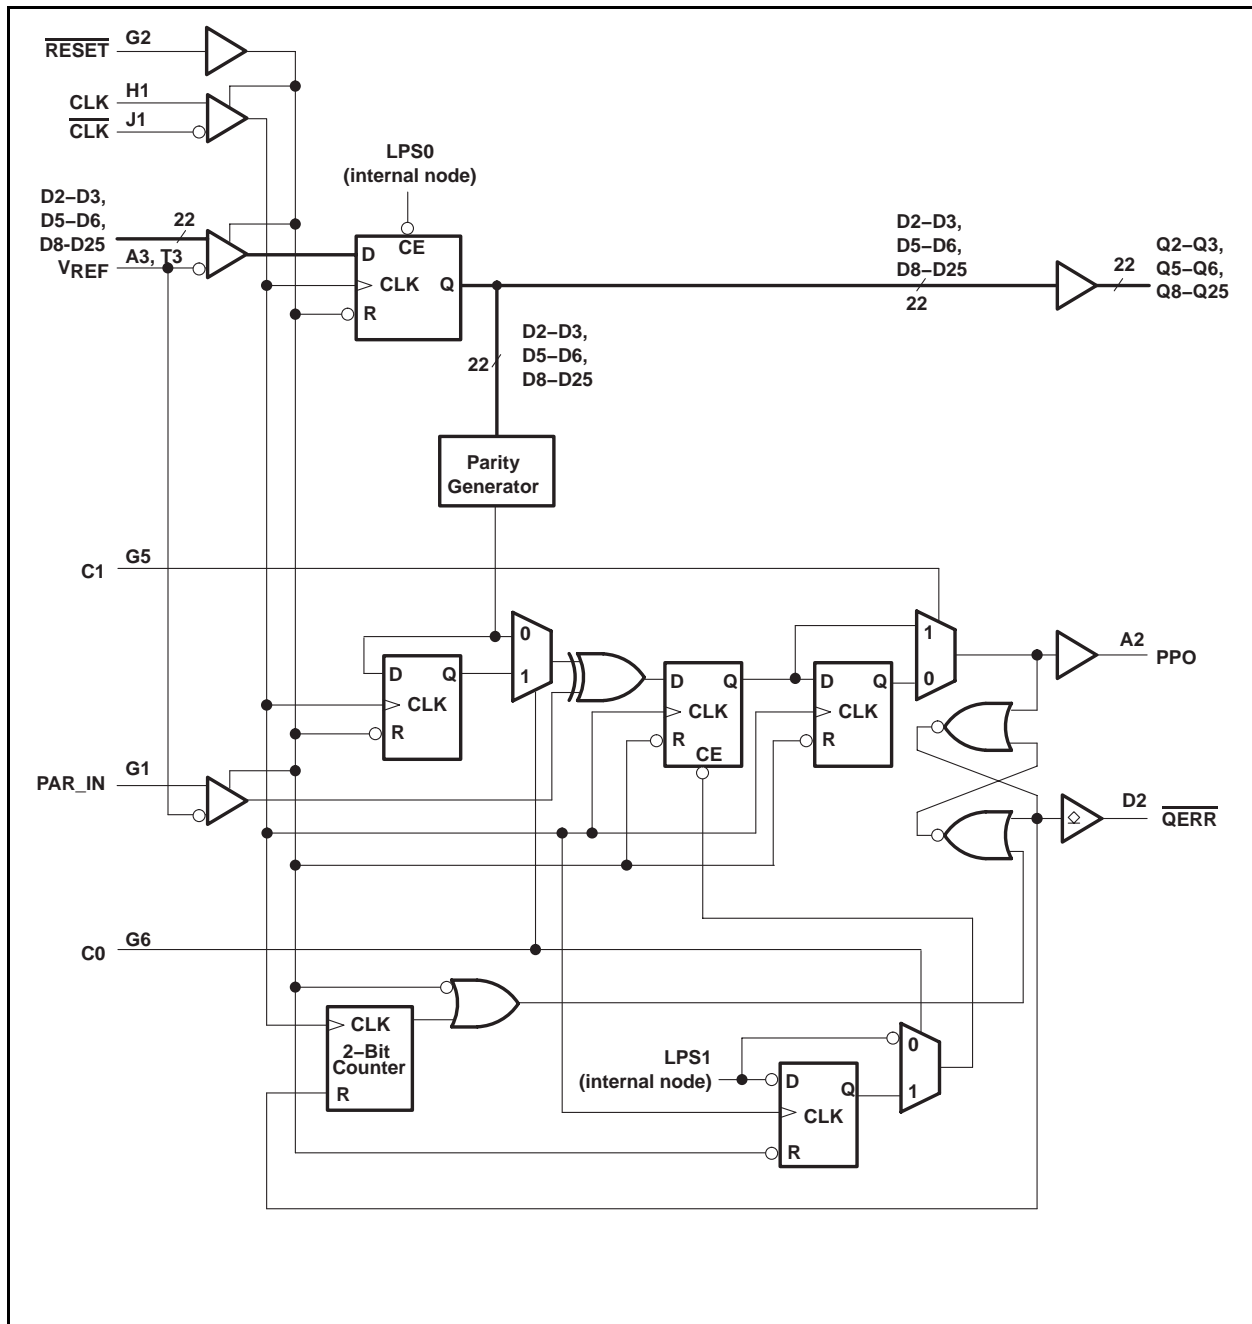 RESET G2
CLK H1
CLK J1
LPS0
(internal node)
D2–D3,
D5–D6,
D8-D25
22
VREF A3, T3
CE
D
CLK
Q
R
D2–D3,
D5–D6,
D8–D25
22
22
Q2–Q3,
Q5–Q6,
Q8–Q25
22
D2–D3,
D5–D6,
D8–D25
Parity
Generator
C1 G5
0
1
D
Q
CLK
R
D
Q
CLK
R
CE
D
Q
CLK
R
1
0
A2 PPO
PAR_IN G1
D2 QERR
C0 G6
CLK
2–Bit
Counter
R
LPS1
(internal node)
D
Q
CLK
R
0
1